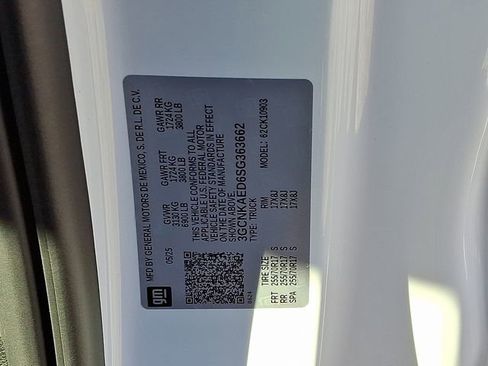 MFD BY GENERAL MOTORS DE MEXICO, S. DE R.L. DE C.V.
05/25
GVWR
3130 KG
6900 LB
GAWR FRT
1724 KG
3800 LB
GAWR RR
1724 KG
3800 LB
THIS VEHICLE CONFORMS TO ALL
APPLICABLE U.S. FEDERAL MOTOR
VEHICLE SAFETY STANDARDS IN EFFECT
ON THE DATE OF MANUFACTURE
3GCNKAED6SG363662
TYPE: TRUCK
MODEL: 62CK10903
TIRE SIZE RIM
FRT 255/70R17 S 17X8J
RR 255/70R17 S 17X8J
SPA 255/70R17 S 17X8J
gm